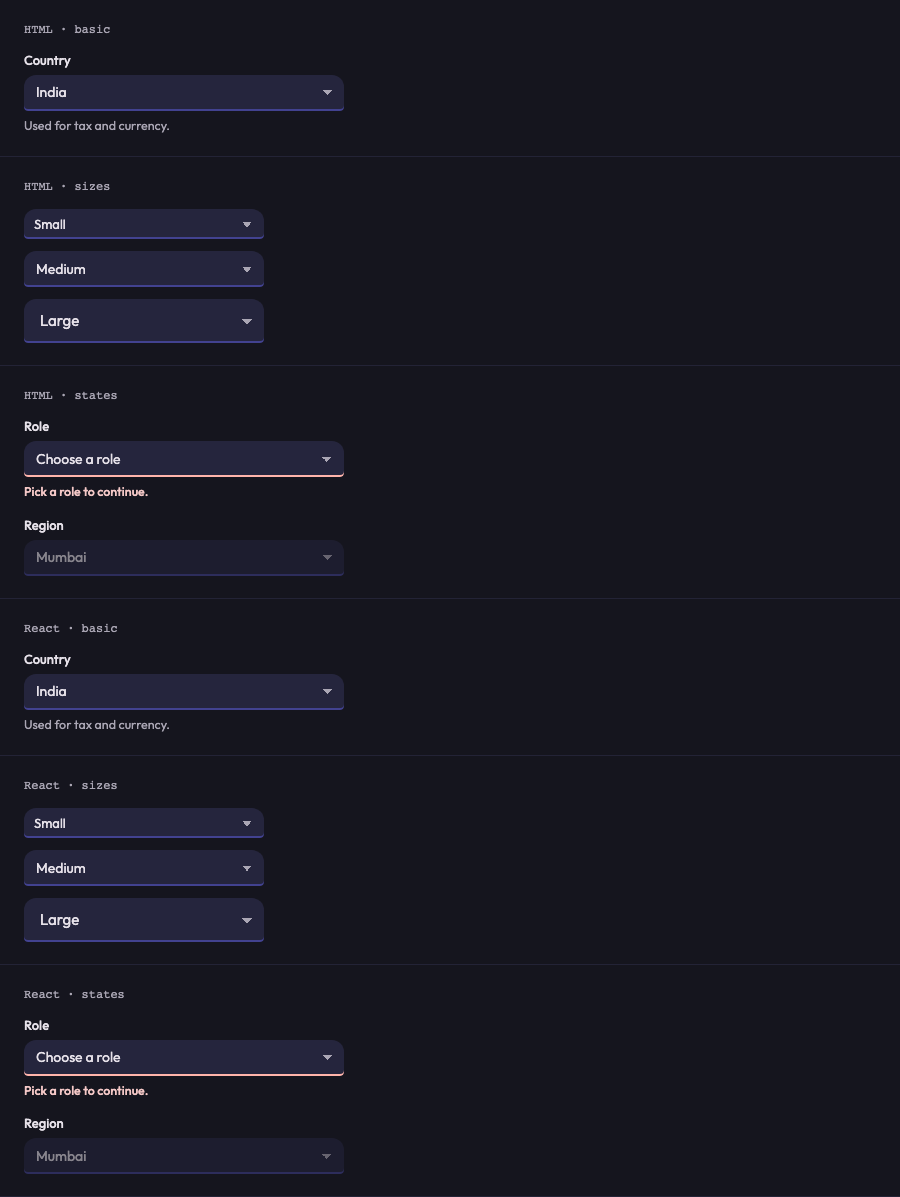 HTML · basic
Country
India
Used for tax and currency.
HTML · sizes
Small
Medium
Large
HTML · states
Role
Choose a role
Pick a role to continue.
Region
Mumbai
React · basic
Country
India
Used for tax and currency.
React · sizes
Small
Medium
Large
React · states
Role
Choose a role
Pick a role to continue.
Region
Mumbai